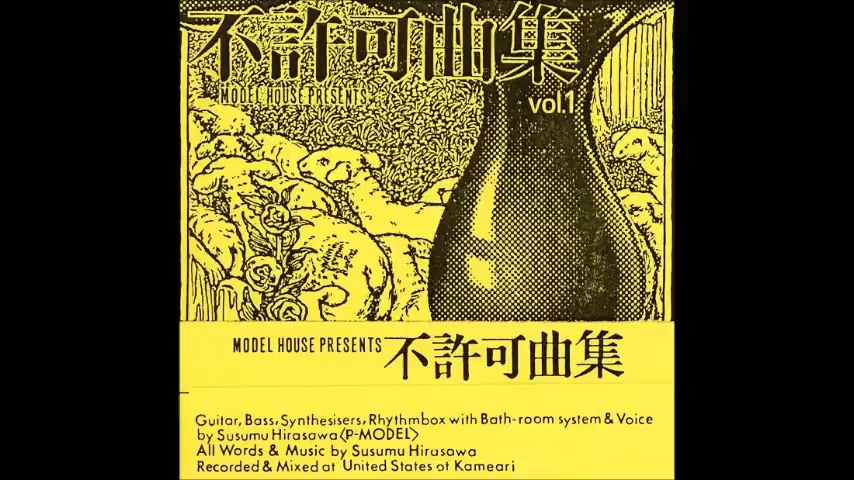 不許可曲集
MODEL HOUSE PRESENTS
vol.1
MODEL HOUSE PRESENTS 不許可曲集
Guitar, Bass, Synthesisers, Rhythmbox with Bath-room system & Voice
by Susumu Hirasawa〈P-MODEL〉
All Words & Music by Susumu Hirasawa
Recorded & Mixed at United States of Kameari